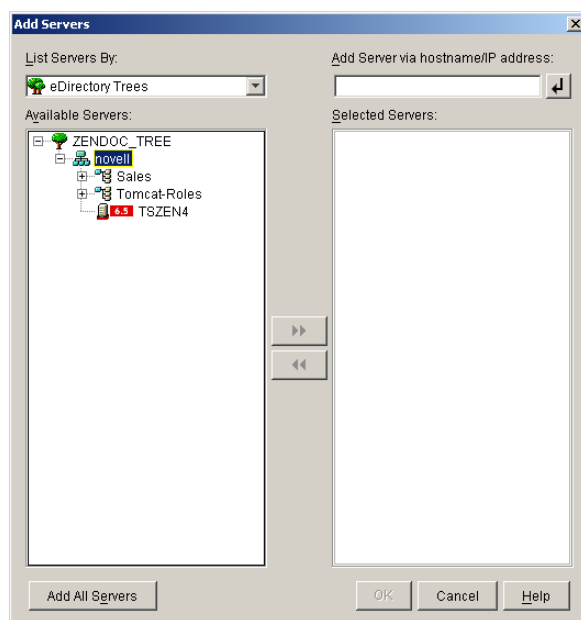 Add Servers
List Servers By:
eDirectory Trees
Available Servers:
ZENDOC_TREE
novell
Sales
Tomcat-Roles
6.5 TSZEN4
Add Server via hostname/IP address:
Selected Servers:
Add All Servers
OK
Cancel
Help